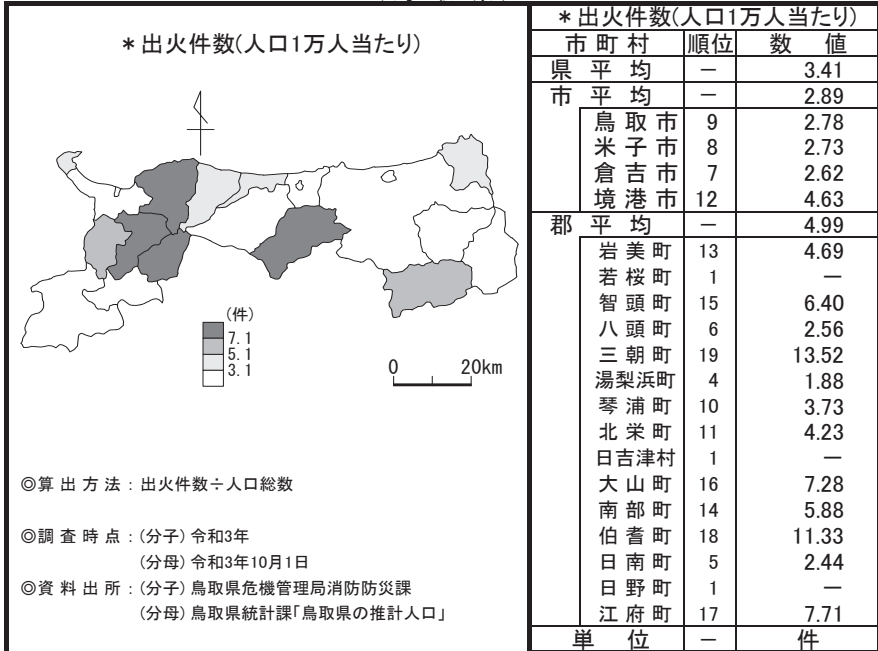 ＊出火件数(人口1万人当たり)
(件)
7.1
5.1
3.1
0 20km
◎算出方法：出火件数÷人口総数
◎調査時点：(分子)令和3年
(分母)令和3年10月1日
◎資料出所：(分子)鳥取県危機管理局消防防災課
(分母)鳥取県統計課「鳥取県の推計人口」
＊出火件数(人口1万人当たり)
市町村 順位 数値
県平均 － 3.41
市平均 － 2.89
鳥取市 9 2.78
米子市 8 2.73
倉吉市 7 2.62
境港市 12 4.63
郡平均 － 4.99
岩美町 13 4.69
若桜町 1 －
智頭町 15 6.40
八頭町 6 2.56
三朝町 19 13.52
湯梨浜町 4 1.88
琴浦町 10 3.73
北栄町 11 4.23
日吉津村 1 －
大山町 16 7.28
南部町 14 5.88
伯耆町 18 11.33
日南町 5 2.44
日野町 1 －
江府町 17 7.71
単位 － 件